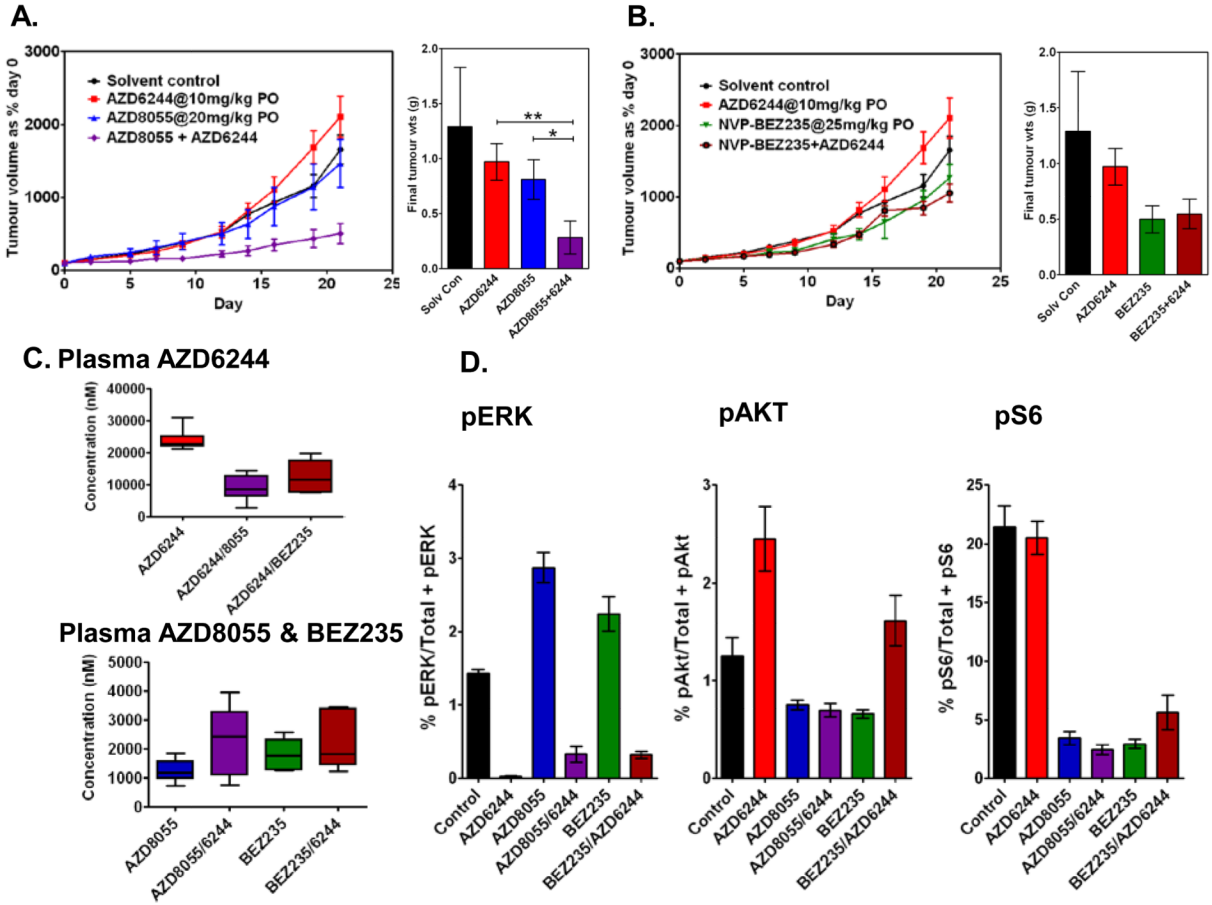 A.
B.
3000
2000
1000
0
Tumour volume as % day 0
Solvent control
AZD6244@10mg/kg PO
AZD8055@20mg/kg PO
AZD8055 + AZD6244
0
5
10
15
20
25
Day
2.0
1.5
1.0
0.5
0.0
Final tumour wts (g)
**
*
Solv Con
AZD6244
AZD8055
AZD8055+6244
3000
2000
1000
0
Tumour volume as % day 0
Solvent control
AZD6244@10mg/kg PO
NVP-BEZ235@25mg/kg PO
NVP-BEZ235+AZD6244
0
5
10
15
20
25
Day
2.0
1.5
1.0
0.5
0.0
Final tumour wts (g)
Solv Con
AZD6244
BEZ235
BEZ235+6244
C. Plasma AZD6244
40000
30000
20000
10000
0
Concentration (nM)
AZD6244
AZD6244/8055
AZD6244/BEZ235
Plasma AZD8055 & BEZ235
5000
4000
3000
2000
1000
0
Concentration (nM)
AZD8055
AZD8055/6244
BEZ235
BEZ235/6244
D.
pERK
4
3
2
1
0
% pERK/Total + pERK
Control
AZD6244
AZD8055
AZD8055/6244
BEZ235
BEZ235/AZD6244
pAKT
3
2
1
0
% pAkt/Total + pAkt
Control
AZD6244
AZD8055
AZD8055/6244
BEZ235
BEZ235/AZD6244
pS6
25
20
15
10
5
0
% pS6/Total + pS6
Control
AZD6244
AZD8055
AZD8055/6244
BEZ235
BEZ235/AZD6244